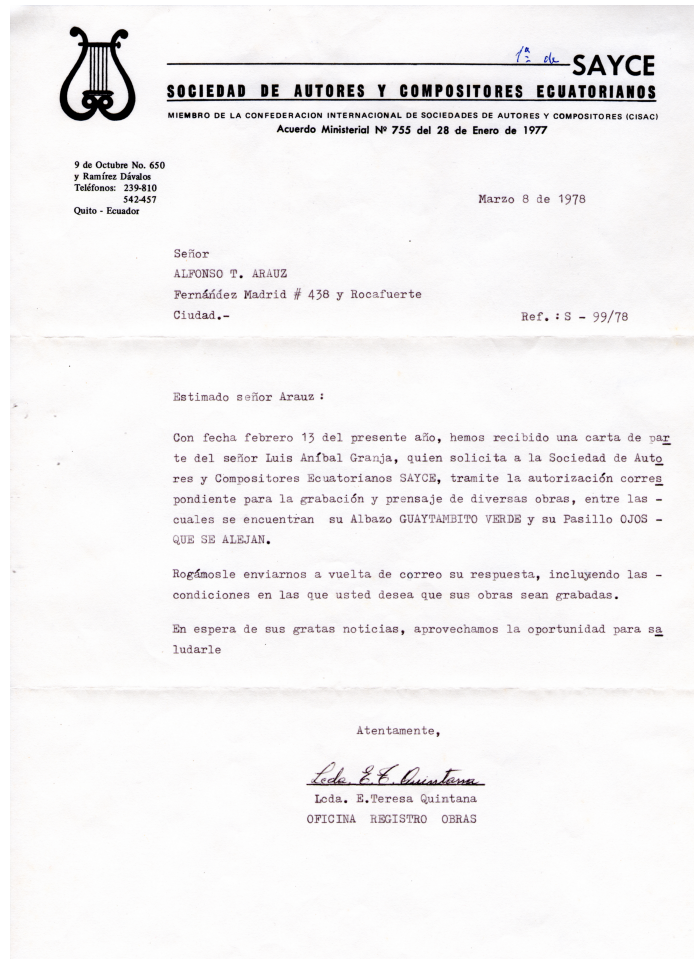 1ª de SAYCE
SOCIEDAD DE AUTORES Y COMPOSITORES ECUATORIANOS
MIEMBRO DE LA CONFEDERACION INTERNACIONAL DE SOCIEDADES DE AUTORES Y COMPOSITORES (CISAC)
Acuerdo Ministerial Nº 755 del 28 de Enero de 1977
9 de Octubre No. 650
y Ramírez Dávalos
Teléfonos: 239-810
542-457
Quito - Ecuador
Marzo 8 de 1978
Señor
ALFONSO T. ARAUZ
Fernández Madrid # 438 y Rocafuerte
Ciudad.-
Ref.: S - 99/78
Estimado señor Arauz :
Con fecha febrero 13 del presente año, hemos recibido una carta de par
te del señor Luis Aníbal Granja, quien solicita a la Sociedad de Auto
res y Compositores Ecuatorianos SAYCE, tramite la autorización corres
pondiente para la grabación y prensaje de diversas obras, entre las -
cuales se encuentran su Albazo GUAYTAMBITO VERDE y su Pasillo OJOS -
QUE SE ALEJAN.
Rogámosle enviarnos a vuelta de correo su respuesta, incluyendo las -
condiciones en las que usted desea que sus obras sean grabadas.
En espera de sus gratas noticias, aprovechamos la oportunidad para sa
ludarle
Atentamente,
Lcda. E. T. Quintana
Lcda. E.Teresa Quintana
OFICINA REGISTRO OBRAS